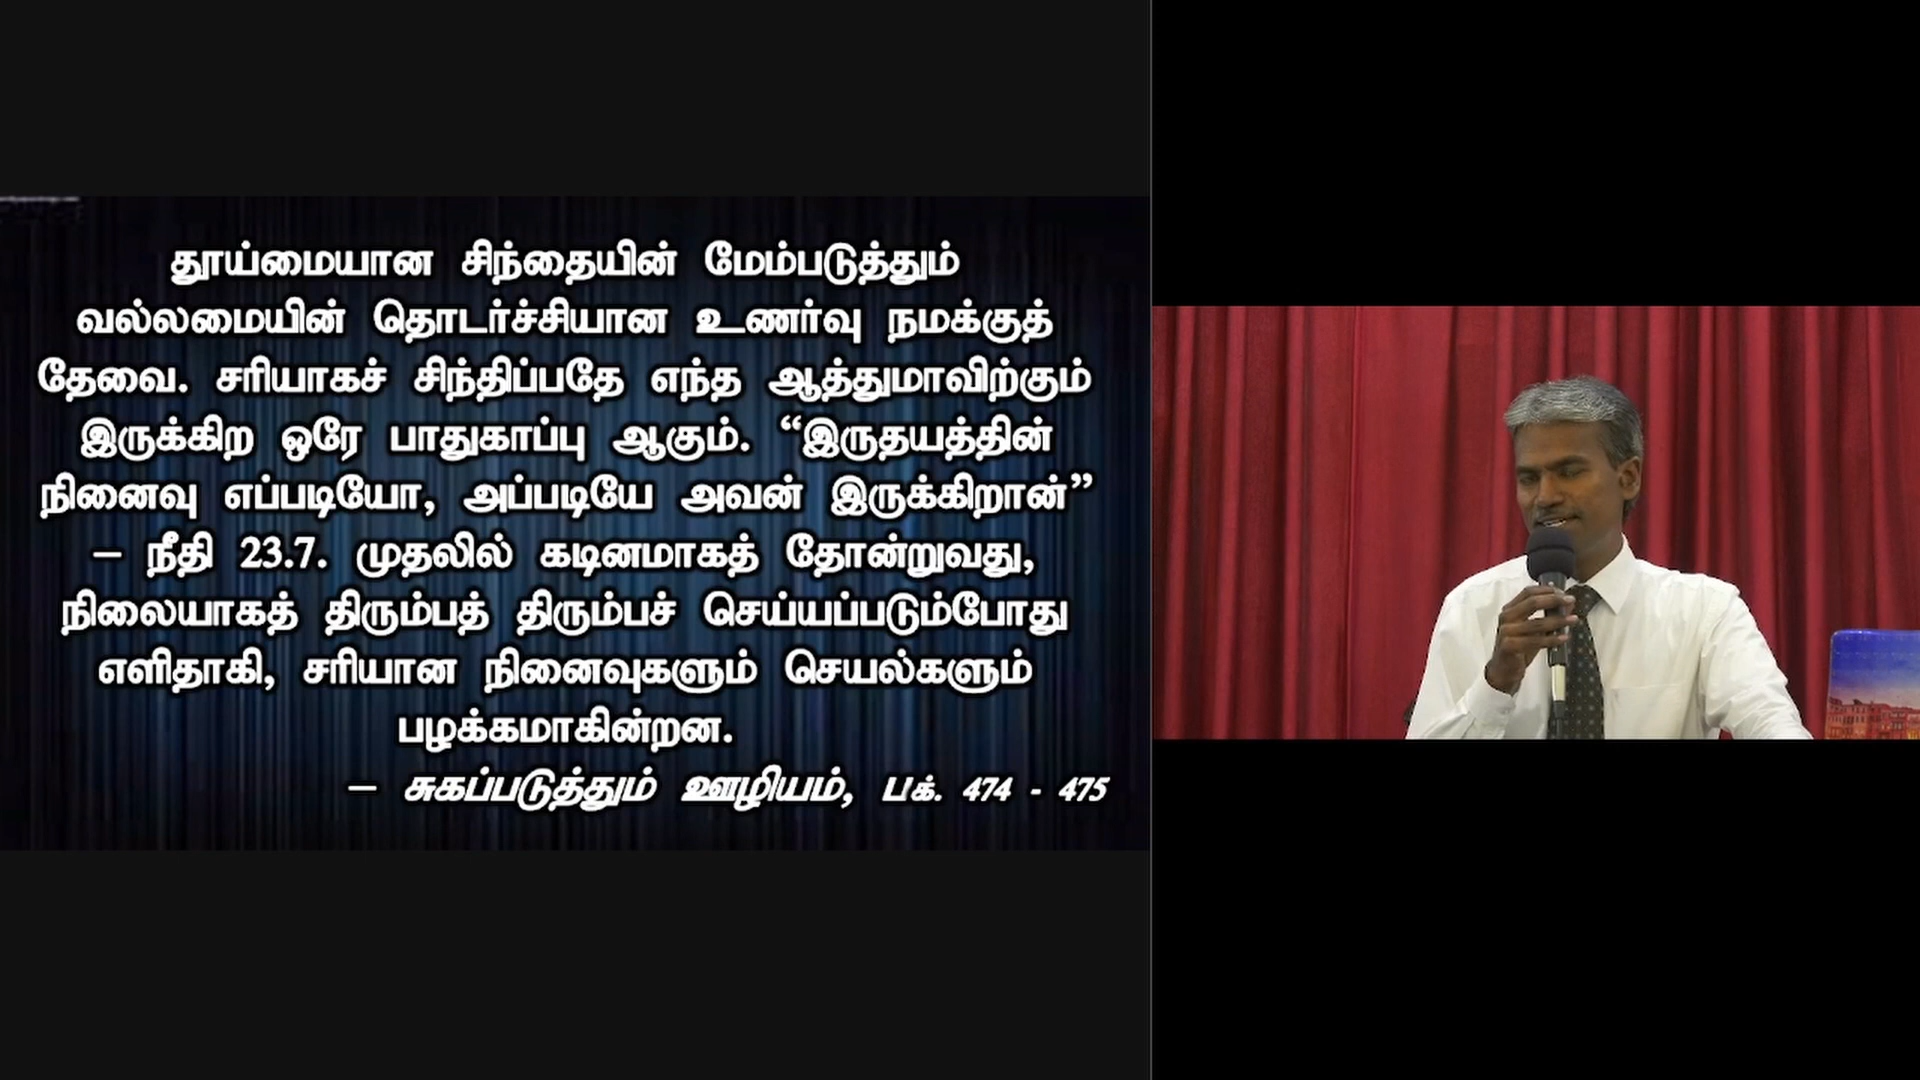 தூய்மையான சிந்தையின் மேம்படுத்தும்
வல்லமையின் தொடர்ச்சியான உணர்வு நமக்குத்
தேவை. சரியாகச் சிந்திப்பதே எந்த ஆத்துமாவிற்கும்
இருக்கிற ஒரே பாதுகாப்பு ஆகும். “இருதயத்தின்
நினைவு எப்படியோ, அப்படியே அவன் இருக்கிறான்”
– நீதி 23.7. முதலில் கடினமாகத் தோன்றுவது,
நிலையாகத் திரும்பத் திரும்பச் செய்யப்படும்போது
எளிதாகி, சரியான நினைவுகளும் செயல்களும்
பழக்கமாகின்றன.
– சுகப்படுத்தும் ஊழியம், பக். 474 - 475